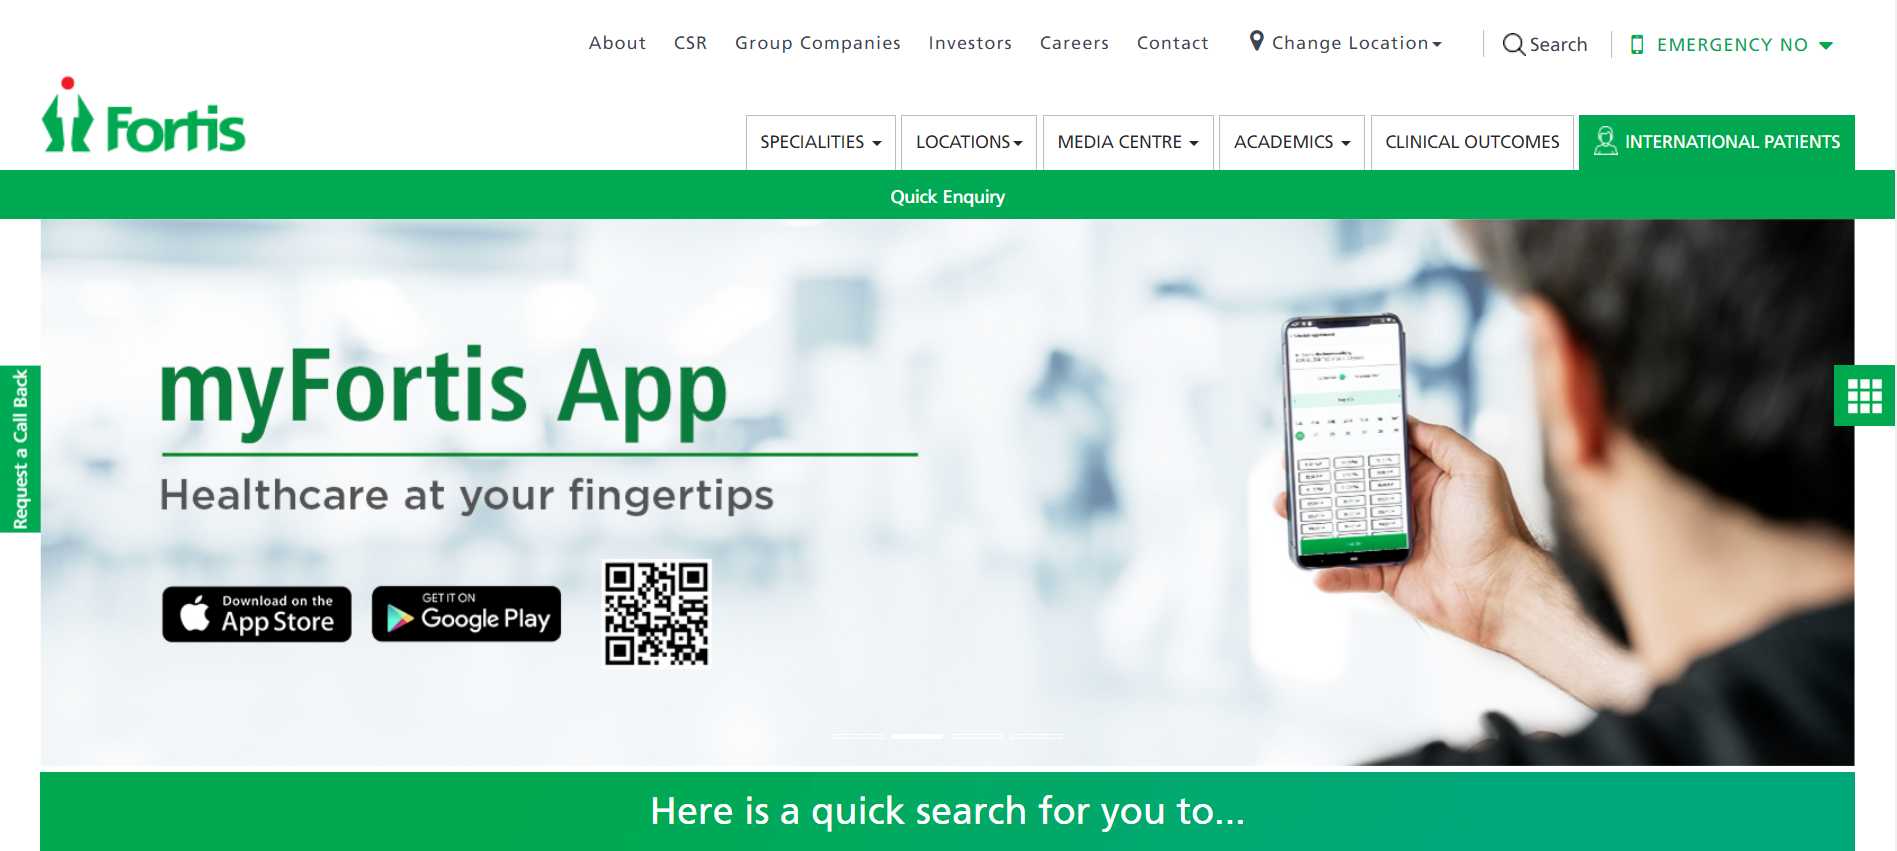 About CSR Group Companies Investors Careers Contact Change Location Search EMERGENCY NO
Fortis
SPECIALITIES LOCATIONS MEDIA CENTRE ACADEMICS CLINICAL OUTCOMES INTERNATIONAL PATIENTS
Quick Enquiry
Request a Call Back
myFortis App
Healthcare at your fingertips
Download on the
App Store
GET IT ON
Google Play
Here is a quick search for you to...